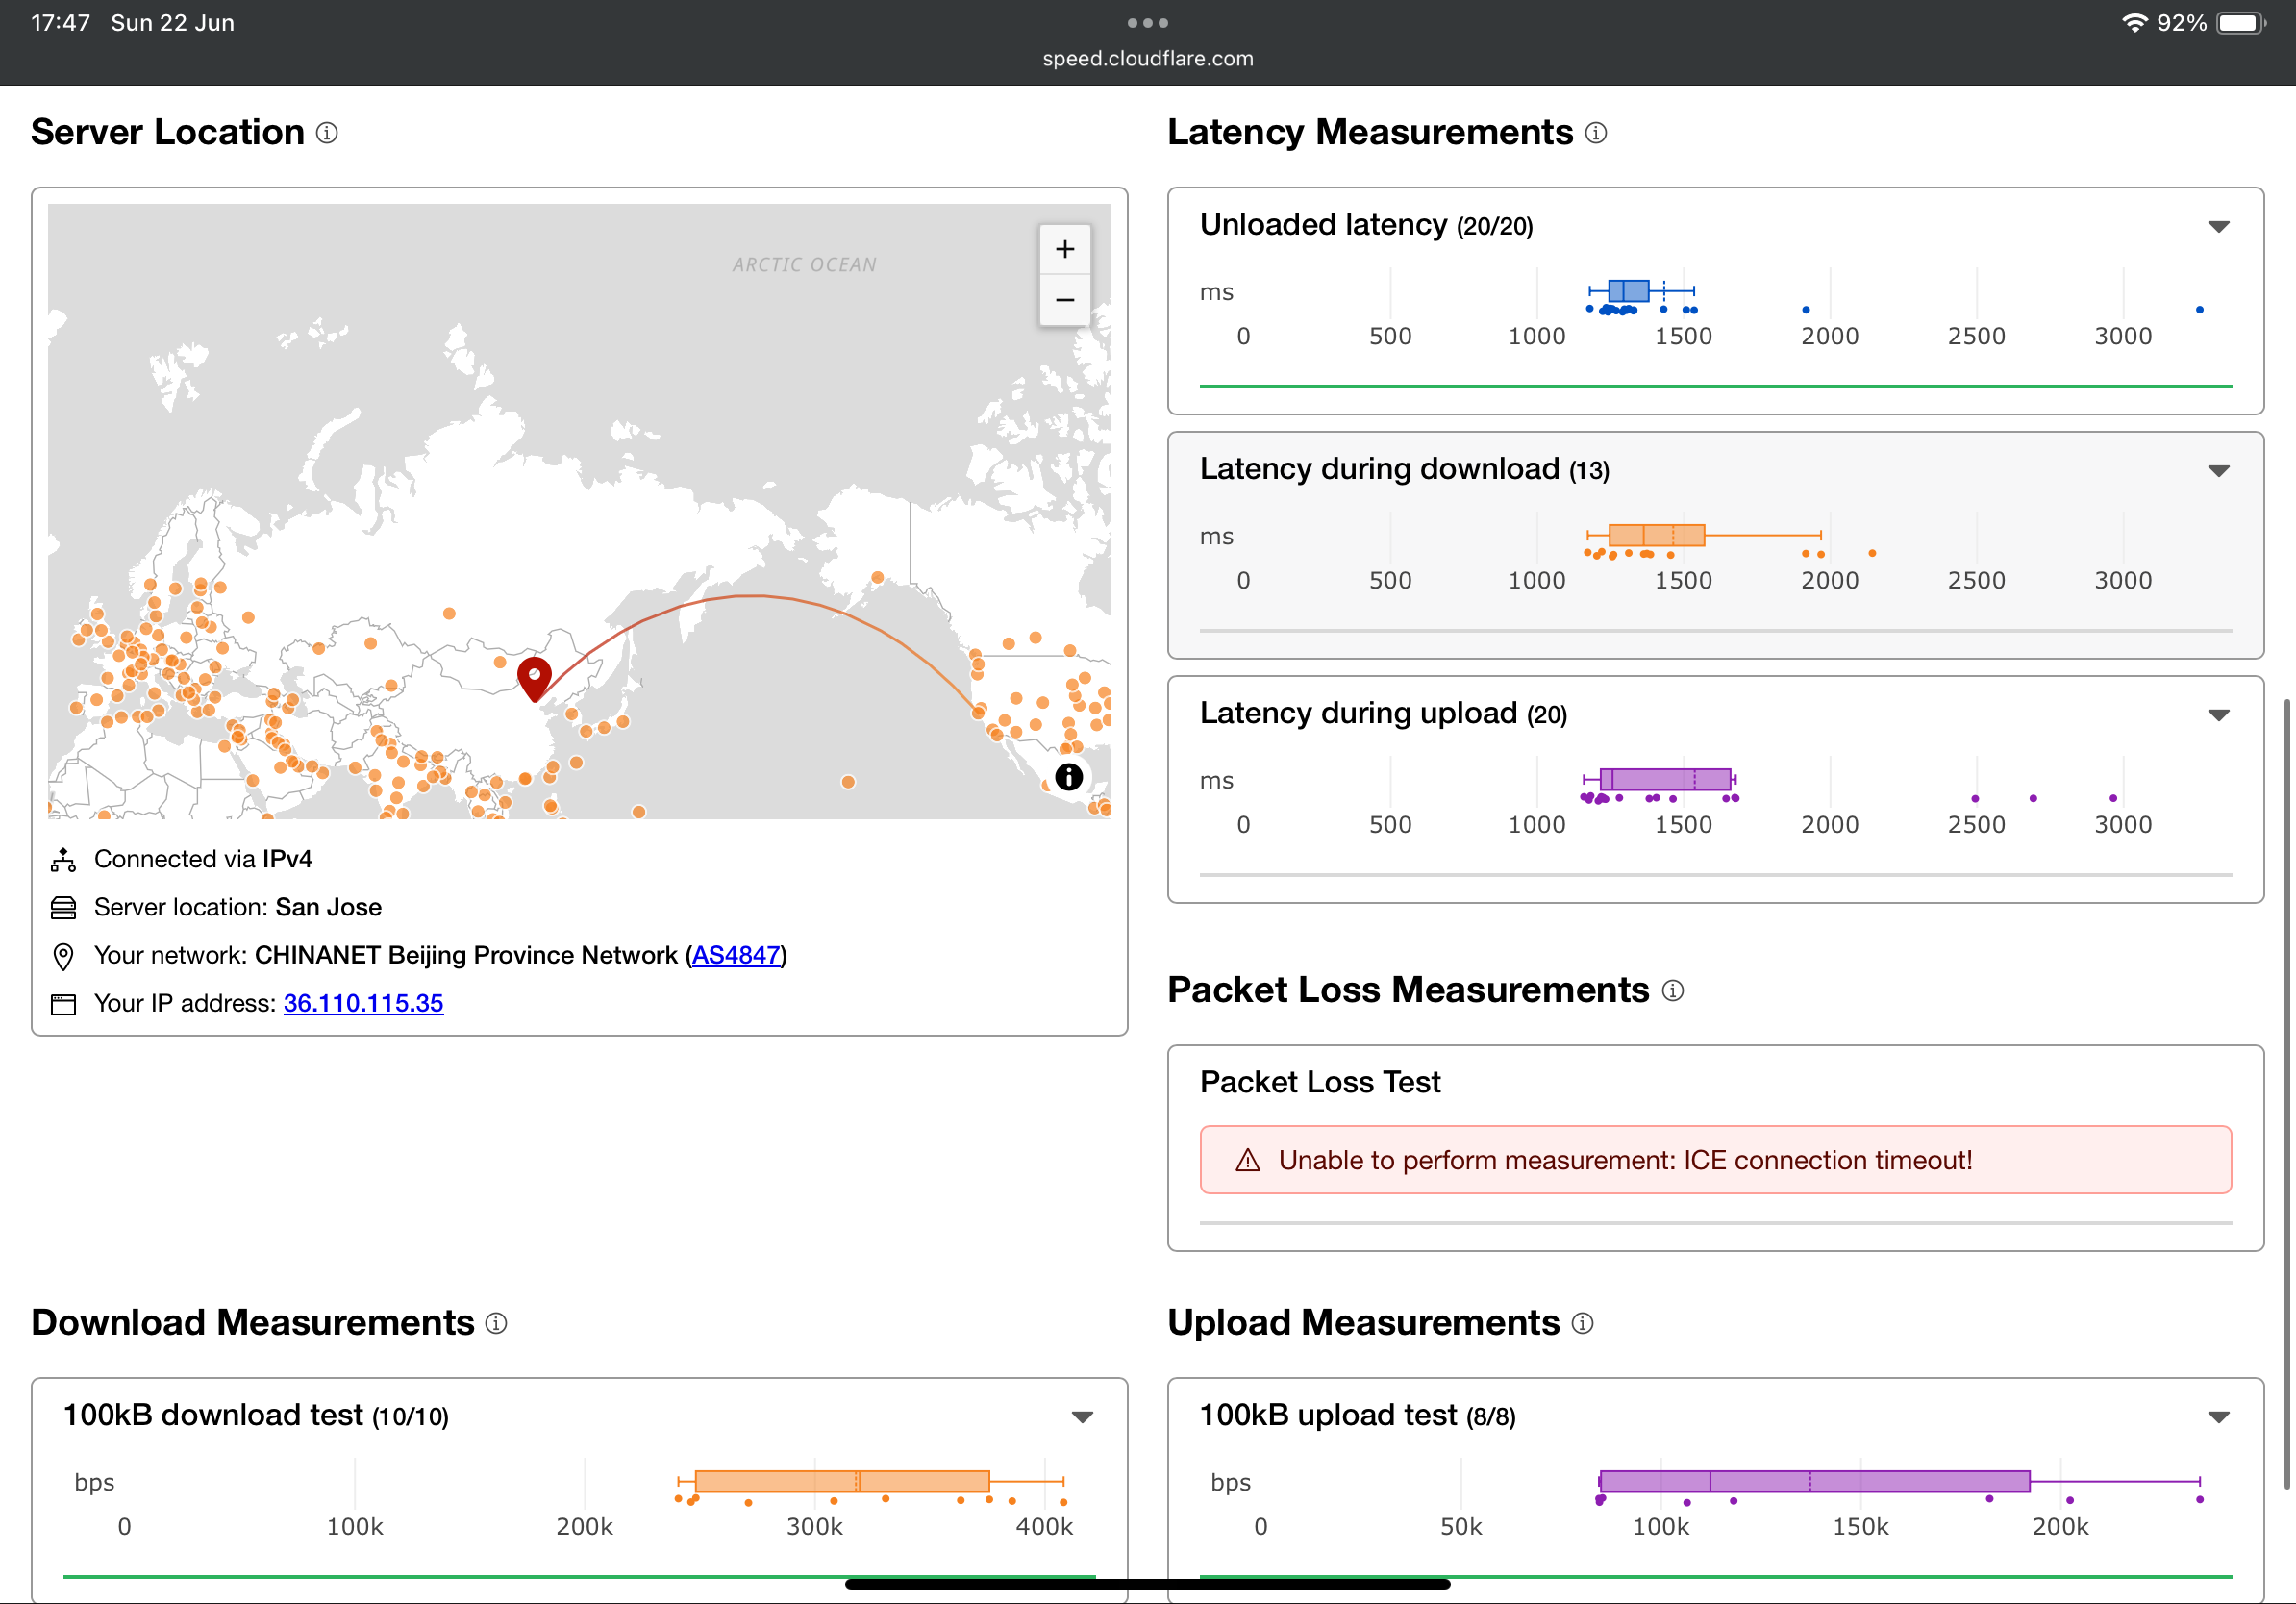 17:47 Sun 22 Jun
92%
speed.cloudflare.com
Server Location
ARCTIC OCEAN
+
−
Connected via IPv4
Server location: San Jose
Your network: CHINANET Beijing Province Network (AS4847)
Your IP address: 36.110.115.35
Latency Measurements
Unloaded latency (20/20)
ms
0 500 1000 1500 2000 2500 3000
Latency during download (13)
ms
0 500 1000 1500 2000 2500 3000
Latency during upload (20)
ms
0 500 1000 1500 2000 2500 3000
Packet Loss Measurements
Packet Loss Test
Unable to perform measurement: ICE connection timeout!
Download Measurements
100kB download test (10/10)
bps
0 100k 200k 300k 400k
Upload Measurements
100kB upload test (8/8)
bps
0 50k 100k 150k 200k